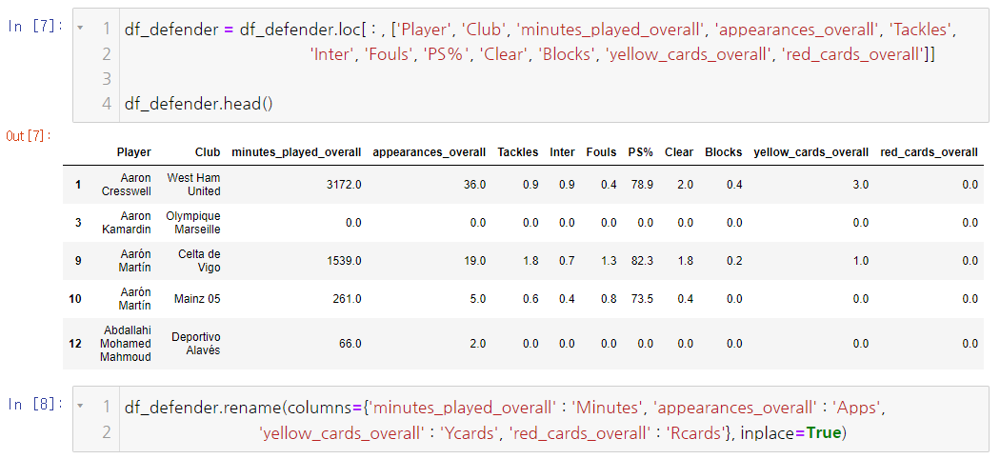 In [7]:
1 df_defender = df_defender.loc[ : , ['Player', 'Club', 'minutes_played_overall', 'appearances_overall', 'Tackles',
2 'Inter', 'Fouls', 'PS%', 'Clear', 'Blocks', 'yellow_cards_overall', 'red_cards_overall']]
3
4 df_defender.head()
Out[7]:
Player Club minutes_played_overall appearances_overall Tackles Inter Fouls PS% Clear Blocks yellow_cards_overall red_cards_overall
1 Aaron Cresswell West Ham United 3172.0 36.0 0.9 0.9 0.4 78.9 2.0 0.4 3.0 0.0
3 Aaron Kamardin Olympique Marseille 0.0 0.0 0.0 0.0 0.0 0.0 0.0 0.0 0.0 0.0
9 Aarón Martín Celta de Vigo 1539.0 19.0 1.8 0.7 1.3 82.3 1.8 0.2 1.0 0.0
10 Aarón Martín Mainz 05 261.0 5.0 0.6 0.4 0.8 73.5 0.4 0.0 0.0 0.0
12 Abdallahi Mohamed Mahmoud Deportivo Alavés 66.0 2.0 0.0 0.0 0.0 0.0 0.0 0.0 0.0 0.0
In [8]:
1 df_defender.rename(columns={'minutes_played_overall' : 'Minutes', 'appearances_overall' : 'Apps',
2 'yellow_cards_overall' : 'Ycards', 'red_cards_overall' : 'Rcards'}, inplace=True)